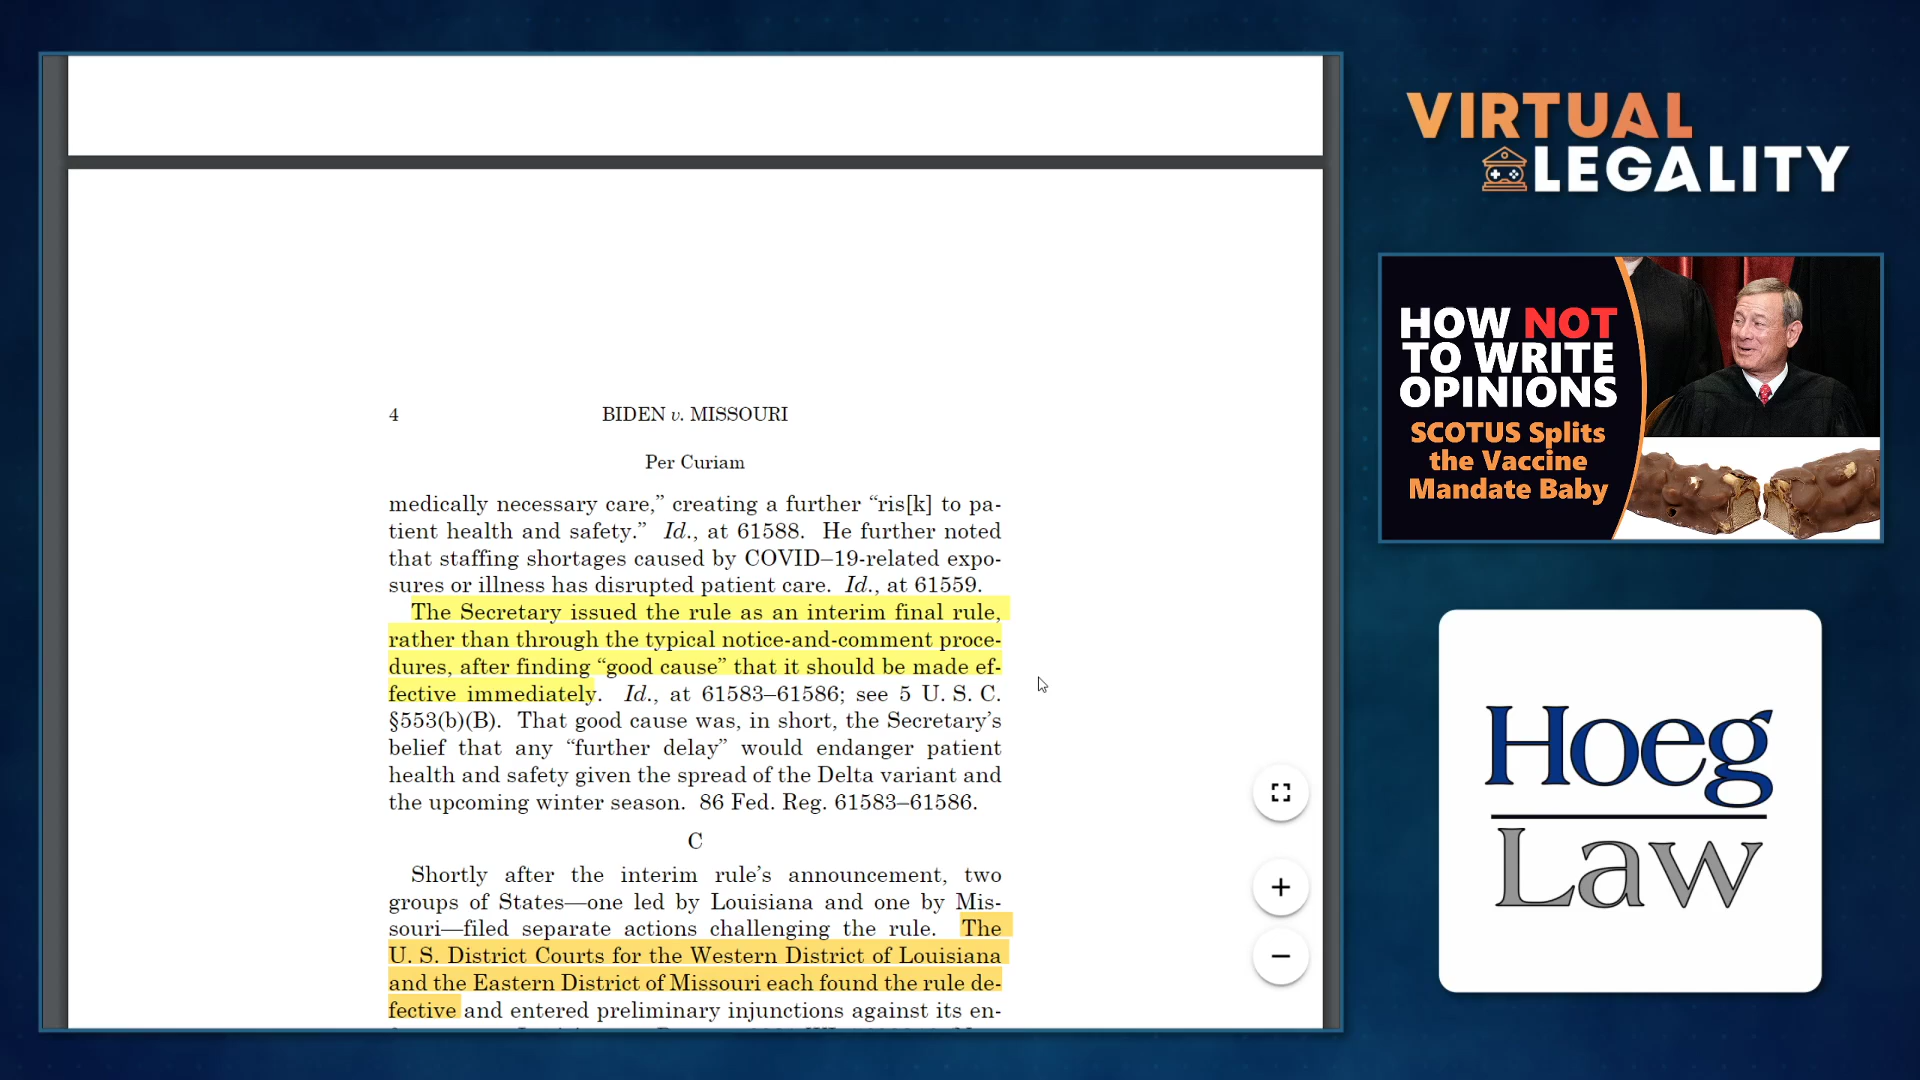 4 BIDEN v. MISSOURI
Per Curiam
medically necessary care,” creating a further “ris[k] to pa-
tient health and safety.” Id., at 61588. He further noted
that staffing shortages caused by COVID–19-related expo-
sures or illness has disrupted patient care. Id., at 61559.
The Secretary issued the rule as an interim final rule,
rather than through the typical notice-and-comment proce-
dures, after finding “good cause” that it should be made ef-
fective immediately. Id., at 61583–61586; see 5 U. S. C.
§553(b)(B). That good cause was, in short, the Secretary’s
belief that any “further delay” would endanger patient
health and safety given the spread of the Delta variant and
the upcoming winter season. 86 Fed. Reg. 61583–61586.
C
Shortly after the interim rule’s announcement, two
groups of States—one led by Louisiana and one by Mis-
souri—filed separate actions challenging the rule. The
U. S. District Courts for the Western District of Louisiana
and the Eastern District of Missouri each found the rule de-
fective and entered preliminary injunctions against its en-
VIRTUAL
LEGALITY
HOW NOT
TO WRITE
OPINIONS
SCOTUS Splits
the Vaccine
Mandate Baby
Hoeg
Law